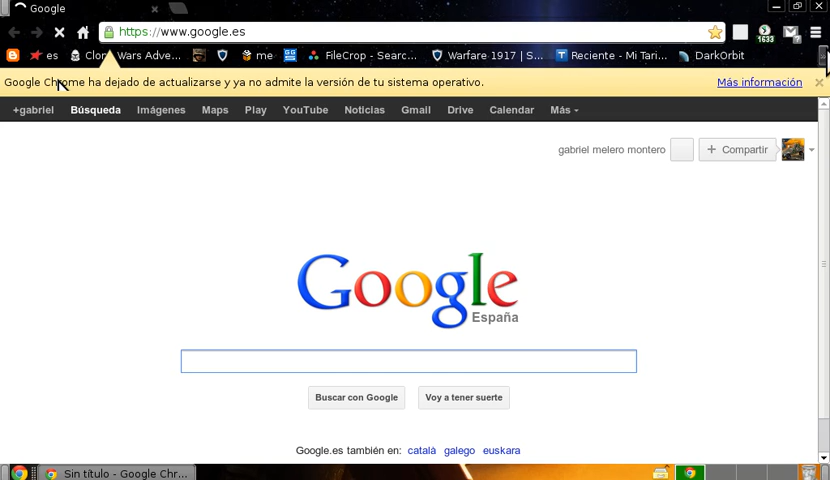 Google
https://www.google.es
1633
?
es
Clon
Wars Adve...
me
FileCrop - Searc...
Warfare 1917 | S...
T Reciente - Mi Tari...
DarkOrbit
Google Chrome ha dejado de actualizarse y ya no admite la versión de tu sistema operativo.
Más información
+gabriel Búsqueda Imágenes Maps Play YouTube Noticias Gmail Drive Calendar Más
gabriel melero montero
+ Compartir
Google
España
Buscar con Google
Voy a tener suerte
Google.es también en: català galego euskara
Sin título - Google Chr...